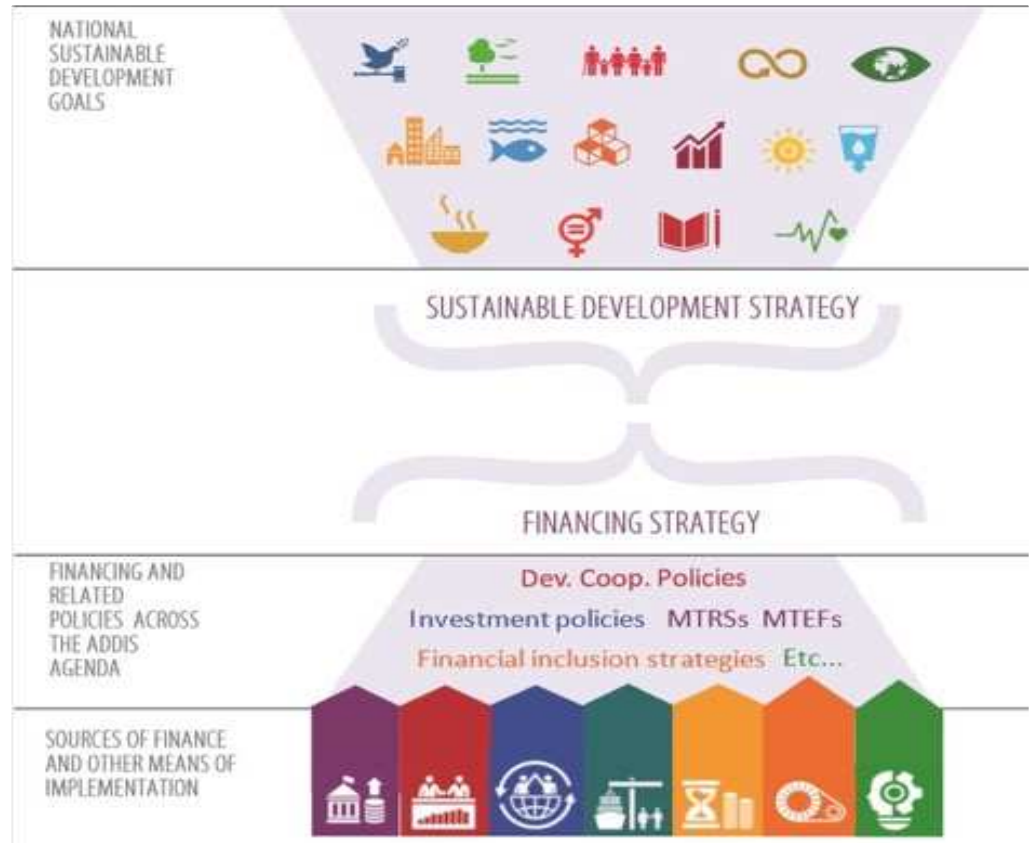 NATIONAL
SUSTAINABLE
DEVELOPMENT
GOALS
SUSTAINABLE DEVELOPMENT STRATEGY
FINANCING STRATEGY
FINANCING AND
RELATED
POLICIES ACROSS
THE ADDIS
AGENDA
Dev. Coop. Policies
Investment policies MTRSs MTEFs
Financial inclusion strategies Etc...
SOURCES OF FINANCE
AND OTHER MEANS OF
IMPLEMENTATION